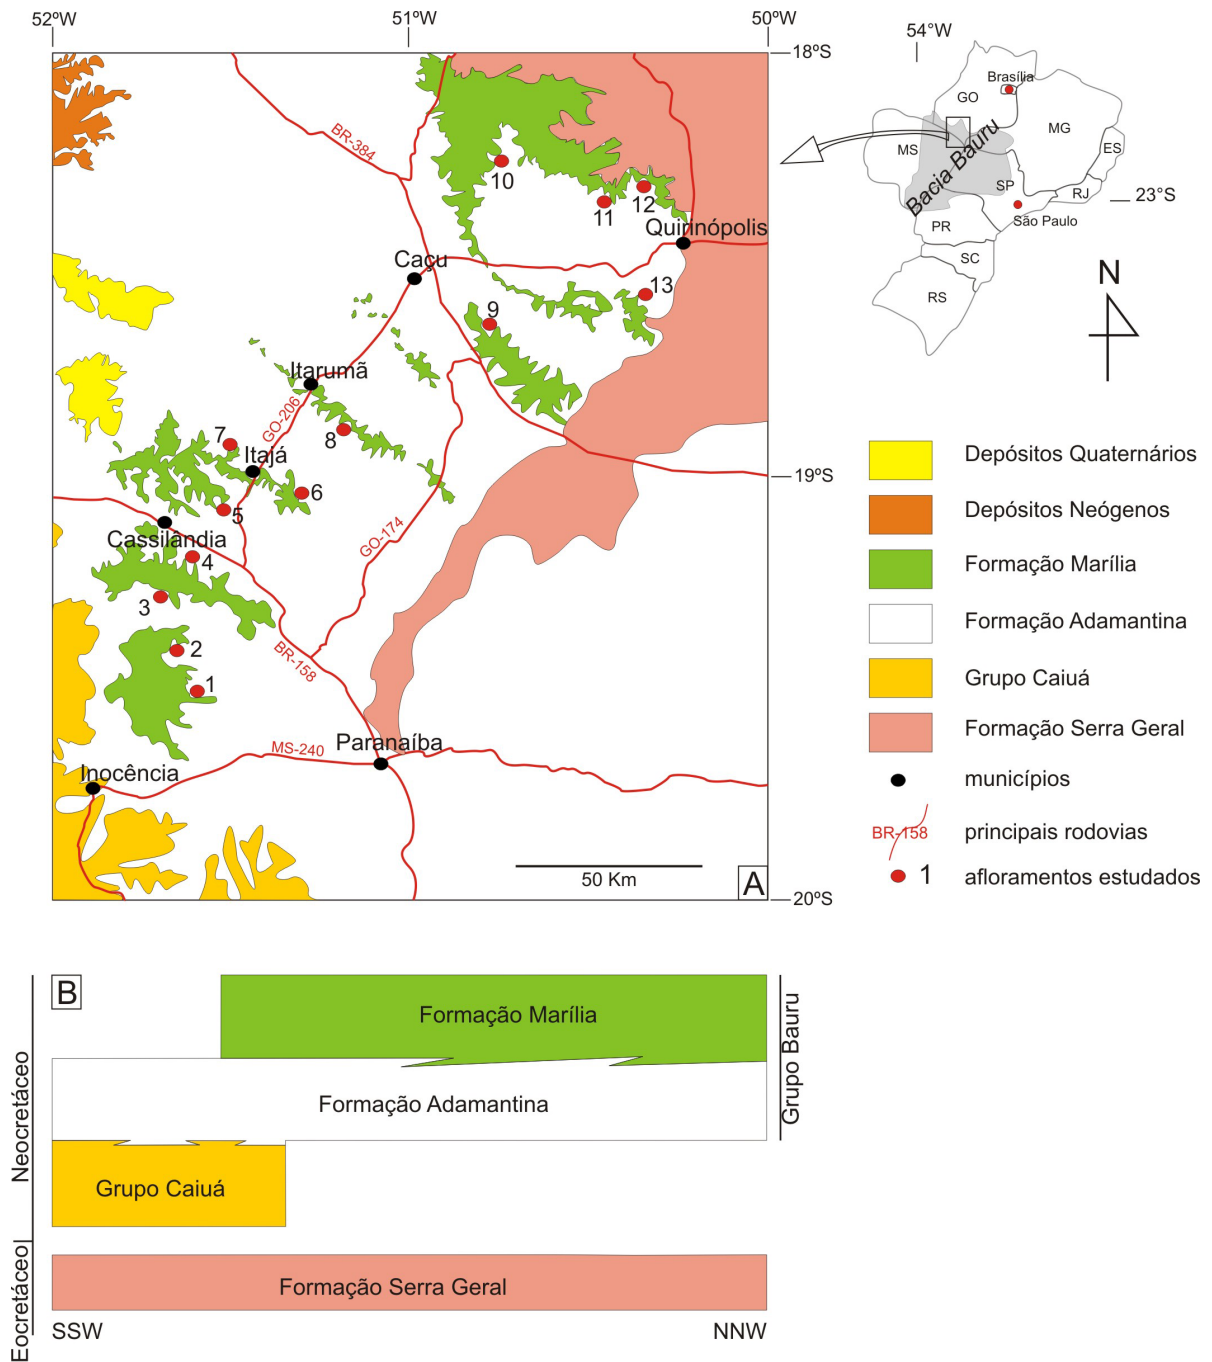 52°W
51°W
50°W
18ºS
54°W
Brasília
GO
MG
ES
MS
Bacia Bauru
SP
RJ
23°S
São Paulo
PR
SC
RS
N
BR-384
10
11
12
Quirinópolis
Caçu
13
9
Itarumã
GO-206
8
7
Itajá
6
5
19ºS
Cassilândia
4
GO-174
3
2
BR-158
1
Paranaíba
MS-240
Inocência
50 Km
A
20ºS
Depósitos Quaternários
Depósitos Neógenos
Formação Marília
Formação Adamantina
Grupo Caiuá
Formação Serra Geral
municípios
BR-158
principais rodovias
1
afloramentos estudados
B
Formação Marília
Formação Adamantina
Grupo Caiuá
Formação Serra Geral
Grupo Bauru
Neocretáceo
Eocretáceo
SSW
NNW